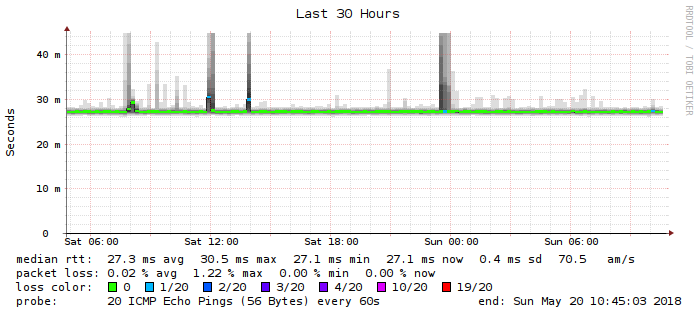 Last 30 Hours
RRDTOOL / TOBI OETIKER
Seconds
40 m
30 m
20 m
10 m
0
Sat 06:00 Sat 12:00 Sat 18:00 Sun 00:00 Sun 06:00
median rtt: 27.3 ms avg 30.5 ms max 27.1 ms min 27.1 ms now 0.4 ms sd 70.5 am/s
packet loss: 0.02 % avg 1.22 % max 0.00 % min 0.00 % now
loss color: 0 1/20 2/20 3/20 4/20 10/20 19/20
probe: 20 ICMP Echo Pings (56 Bytes) every 60s end: Sun May 20 10:45:03 2018